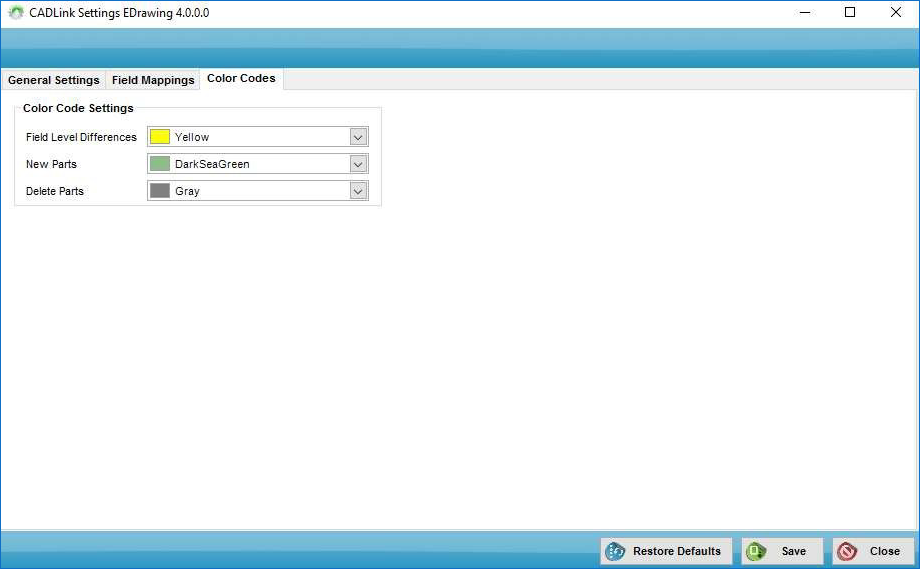 CADLink Settings EDrawing 4.0.0.0
General Settings Field Mappings Color Codes
Color Code Settings
Field Level Differences Yellow
New Parts DarkSeaGreen
Delete Parts Gray
Restore Defaults Save Close